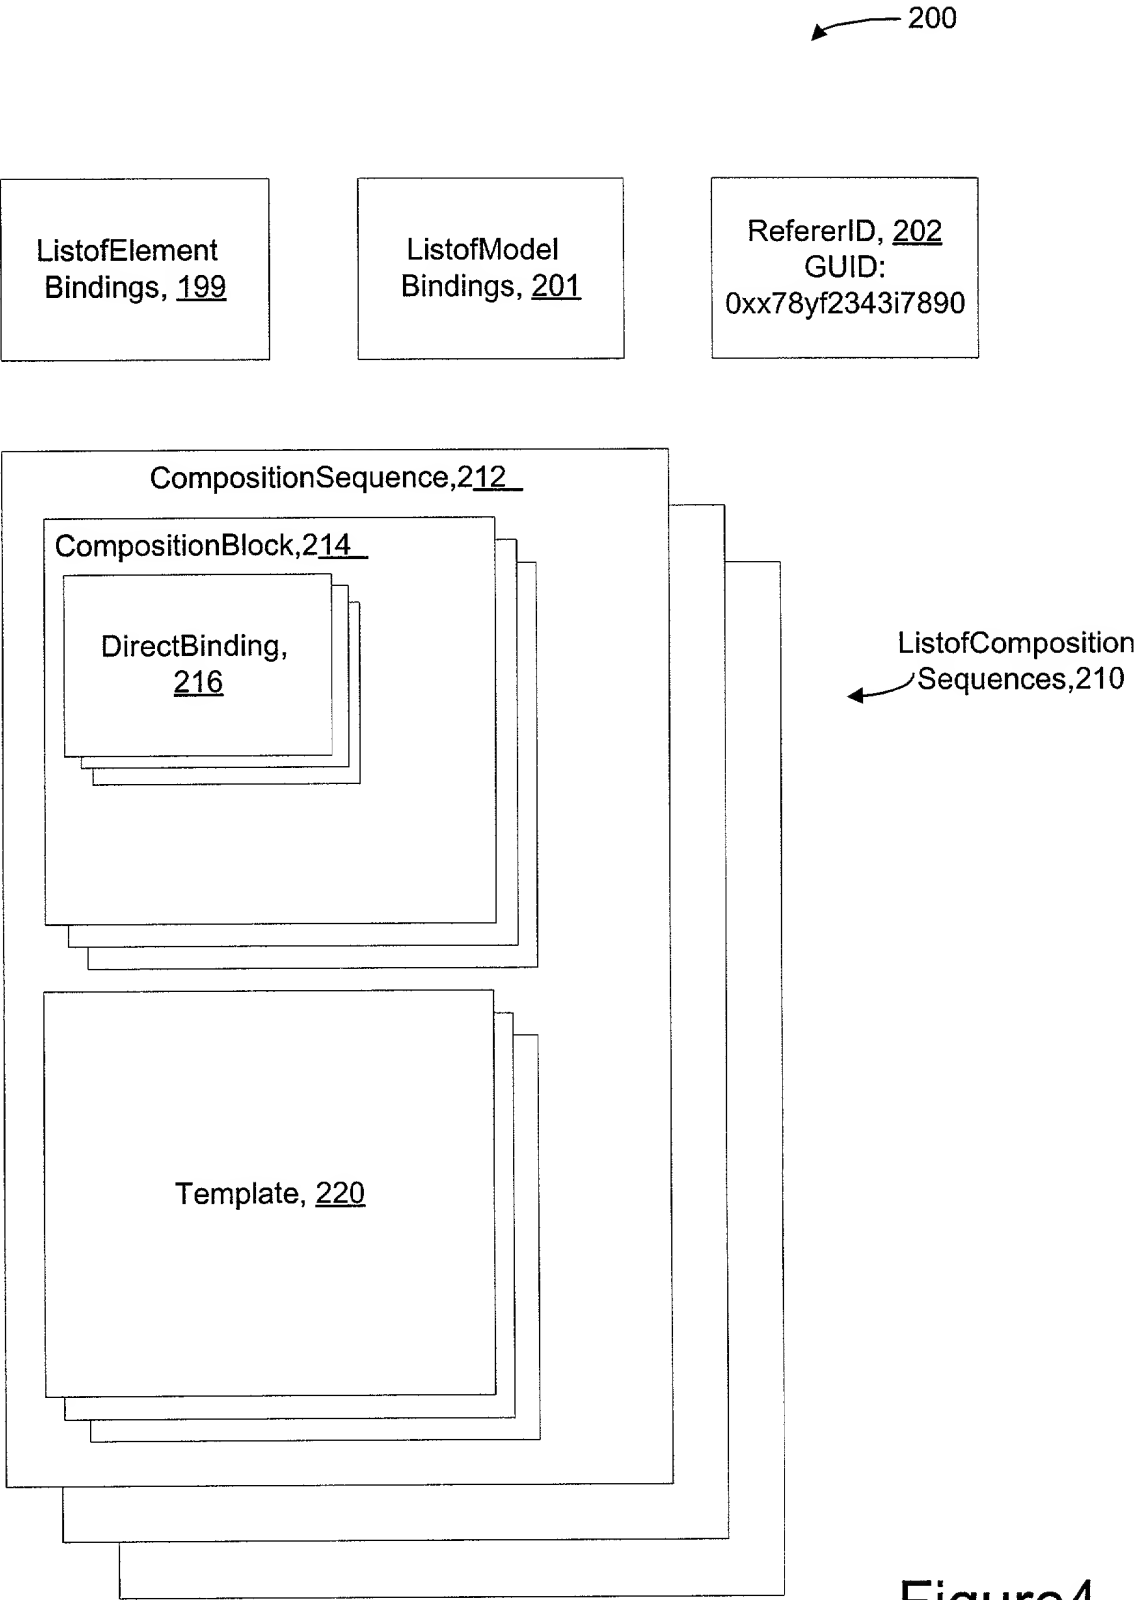 200
ListofElement
Bindings, 199
ListofModel
Bindings, 201
RefererID, 202
GUID:
0xx78yf2343i7890
CompositionSequence,212
CompositionBlock,214
DirectBinding,
216
ListofComposition
Sequences,210
Template, 220
Figure4